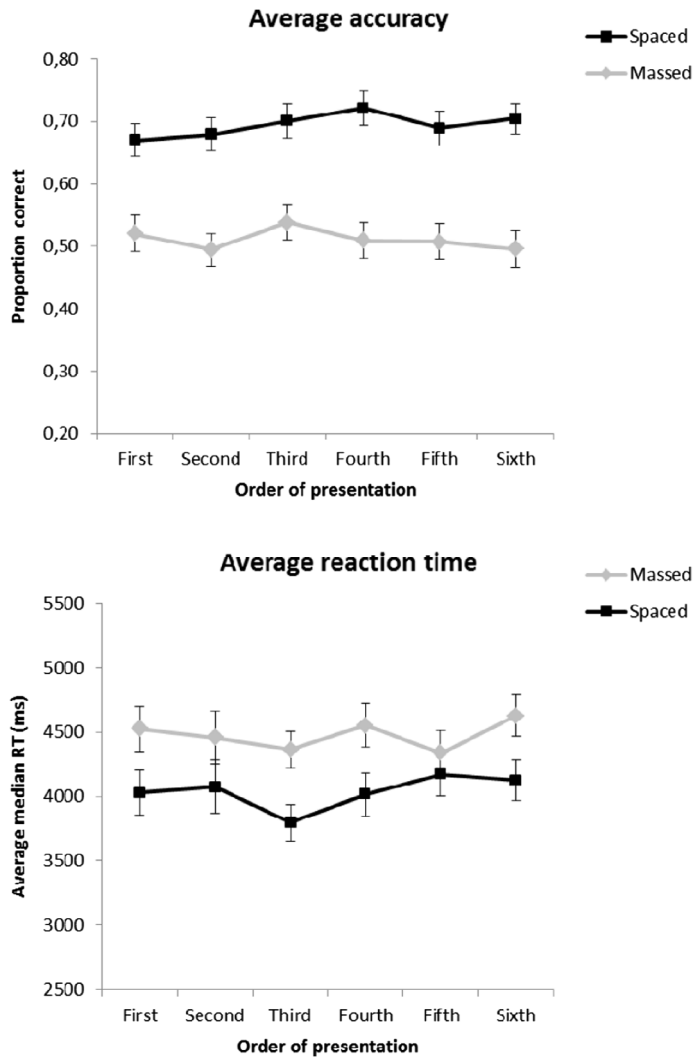 Average accuracy
Spaced
Massed
0,80
0,70
0,60
0,50
0,40
0,30
0,20
Proportion correct
First Second Third Fourth Fifth Sixth
Order of presentation
Average reaction time
Massed
Spaced
5500
5000
4500
4000
3500
3000
2500
Average median RT (ms)
First Second Third Fourth Fifth Sixth
Order of presentation